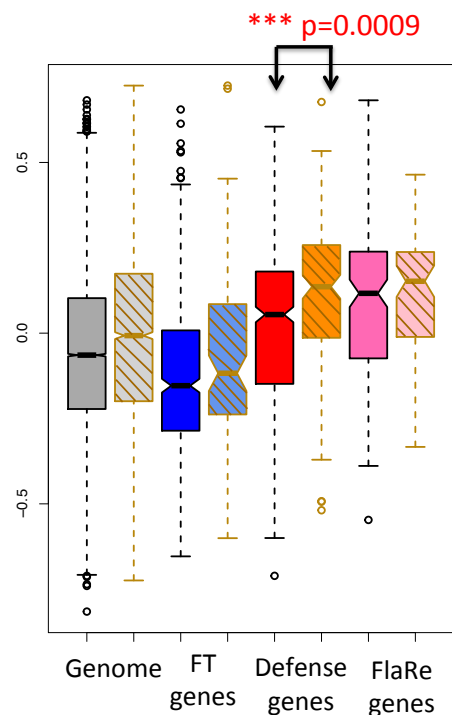 *** p=0.0009
0.5
0.0
-0.5
Genome
FT
genes
Defense
genes
FlaRe
genes